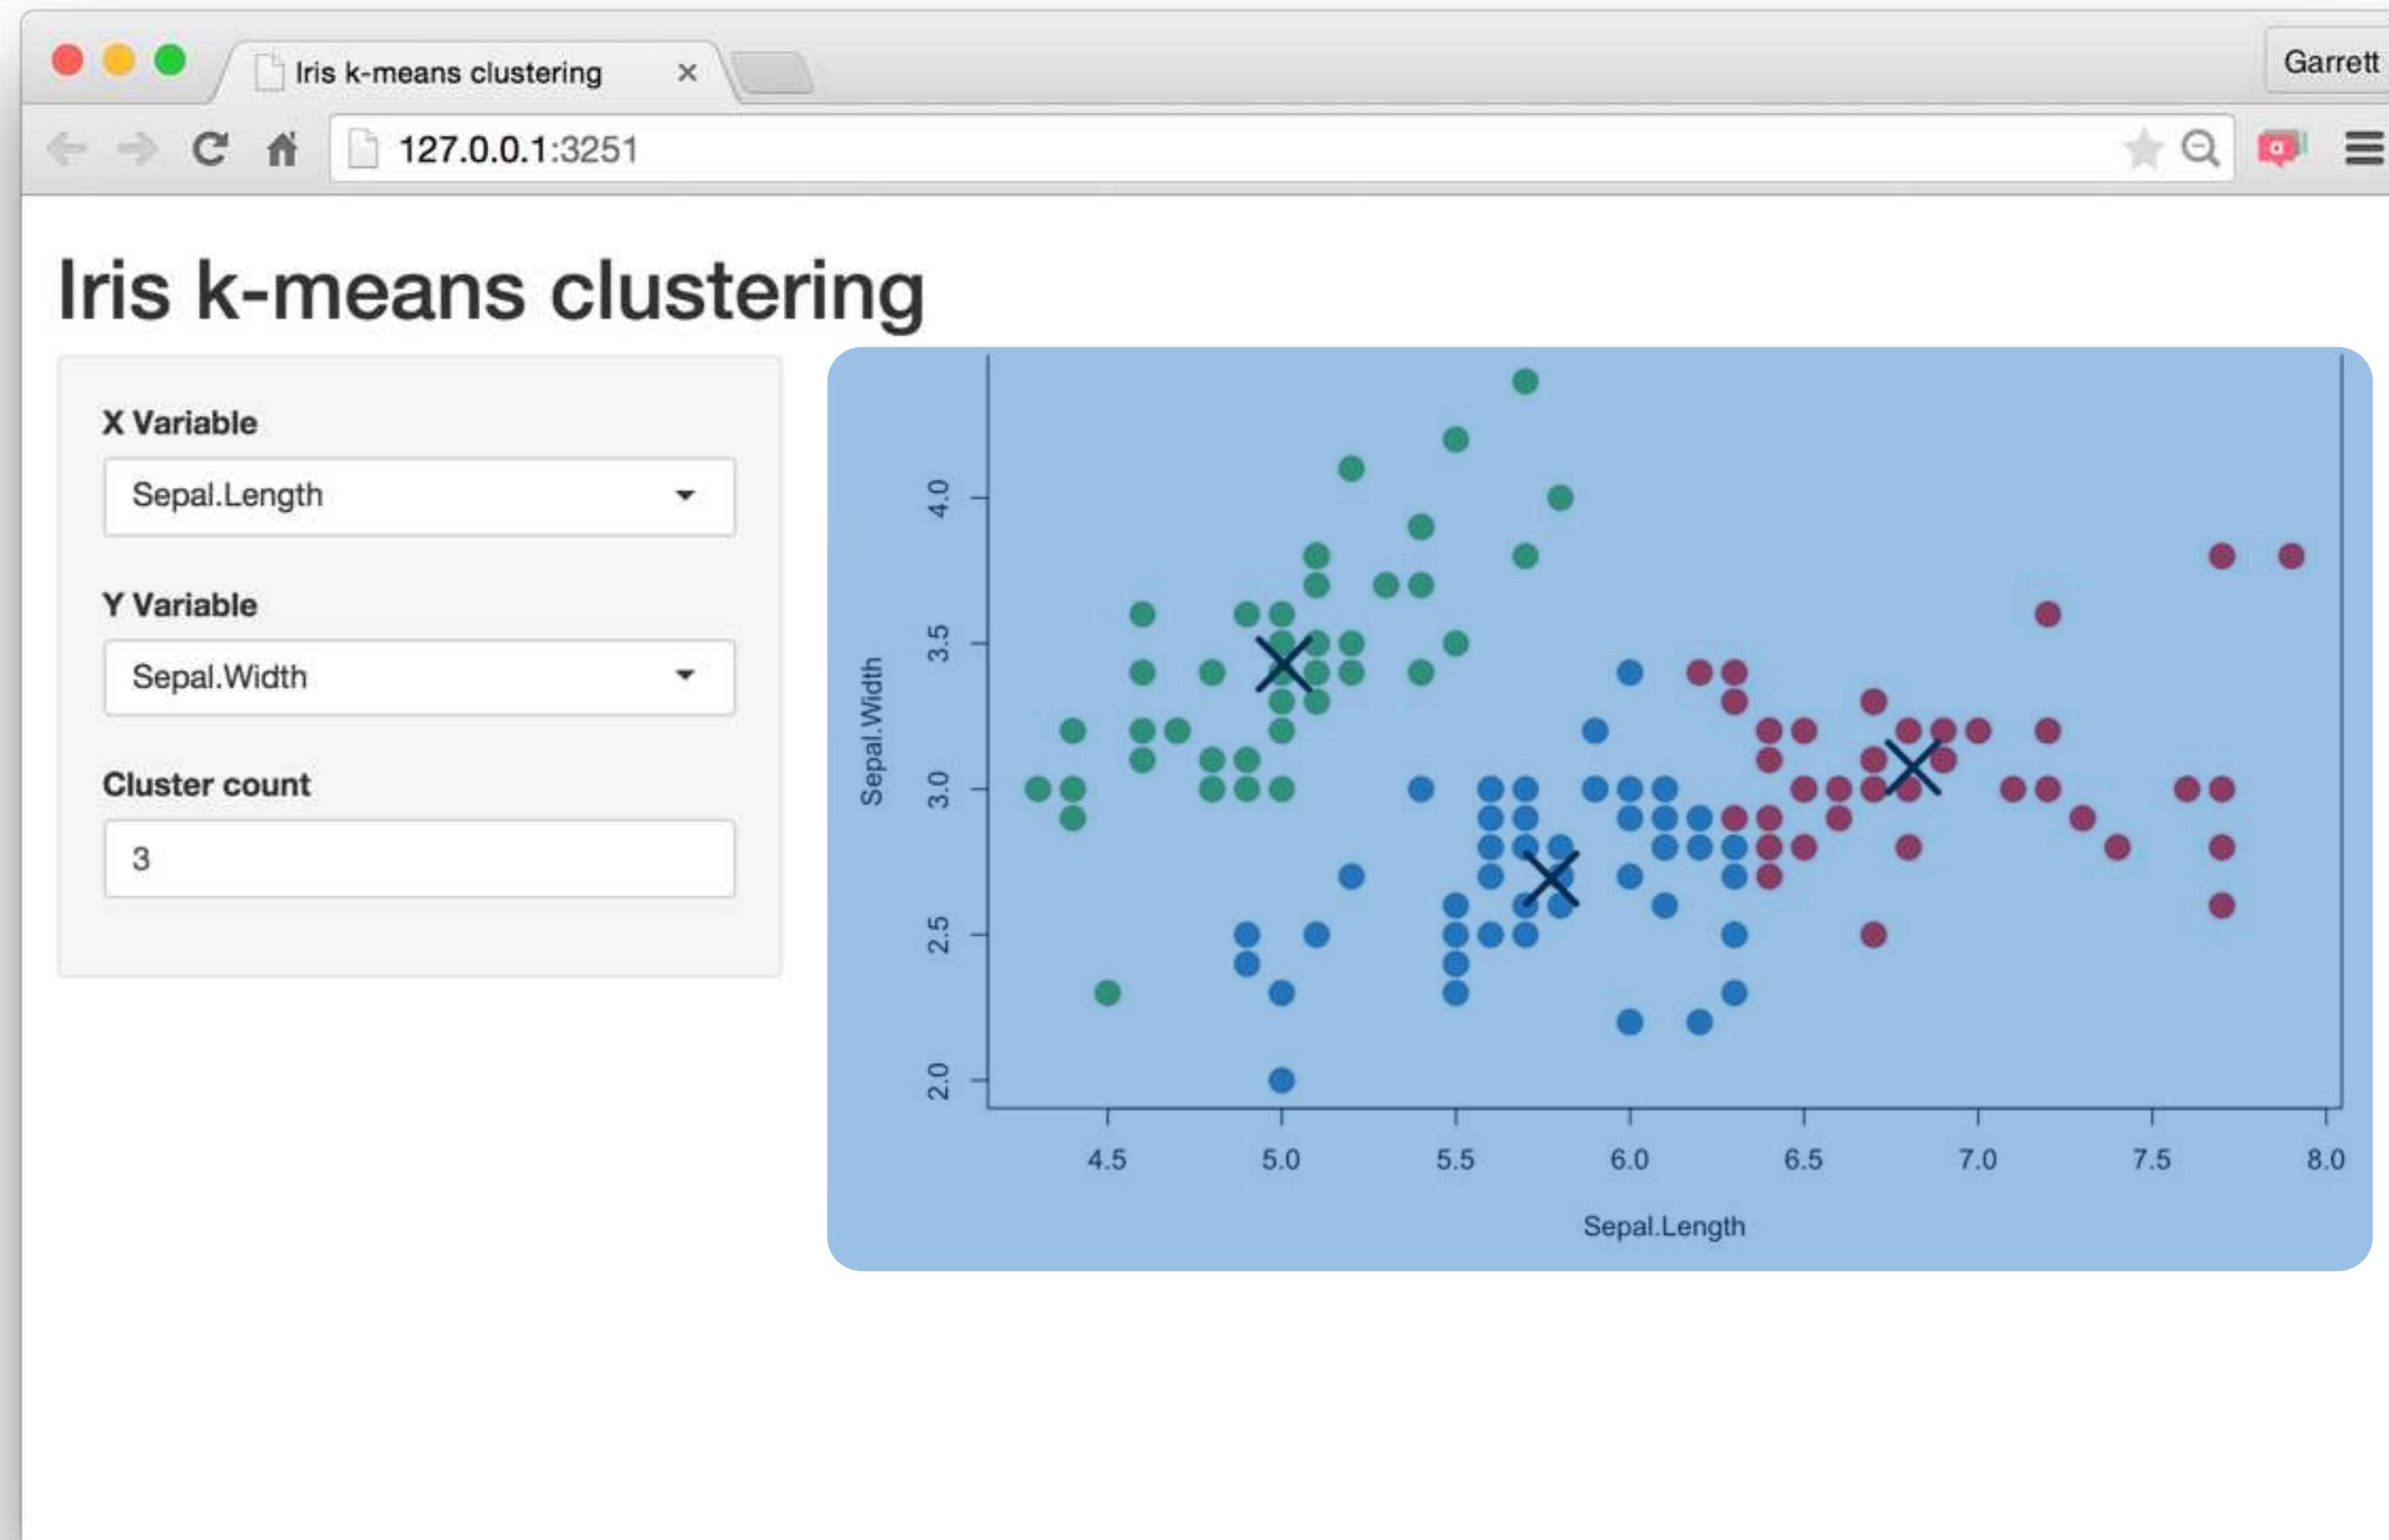 Iris k-means clustering
Garrett
127.0.0.1:3251
a
Iris k-means clustering
X Variable
Sepal.Length
Y Variable
Sepal.Width
Cluster count
3
Sepal.Width
4.0
3.5
3.0
2.5
2.0
4.5 5.0 5.5 6.0 6.5 7.0 7.5 8.0
Sepal.Length